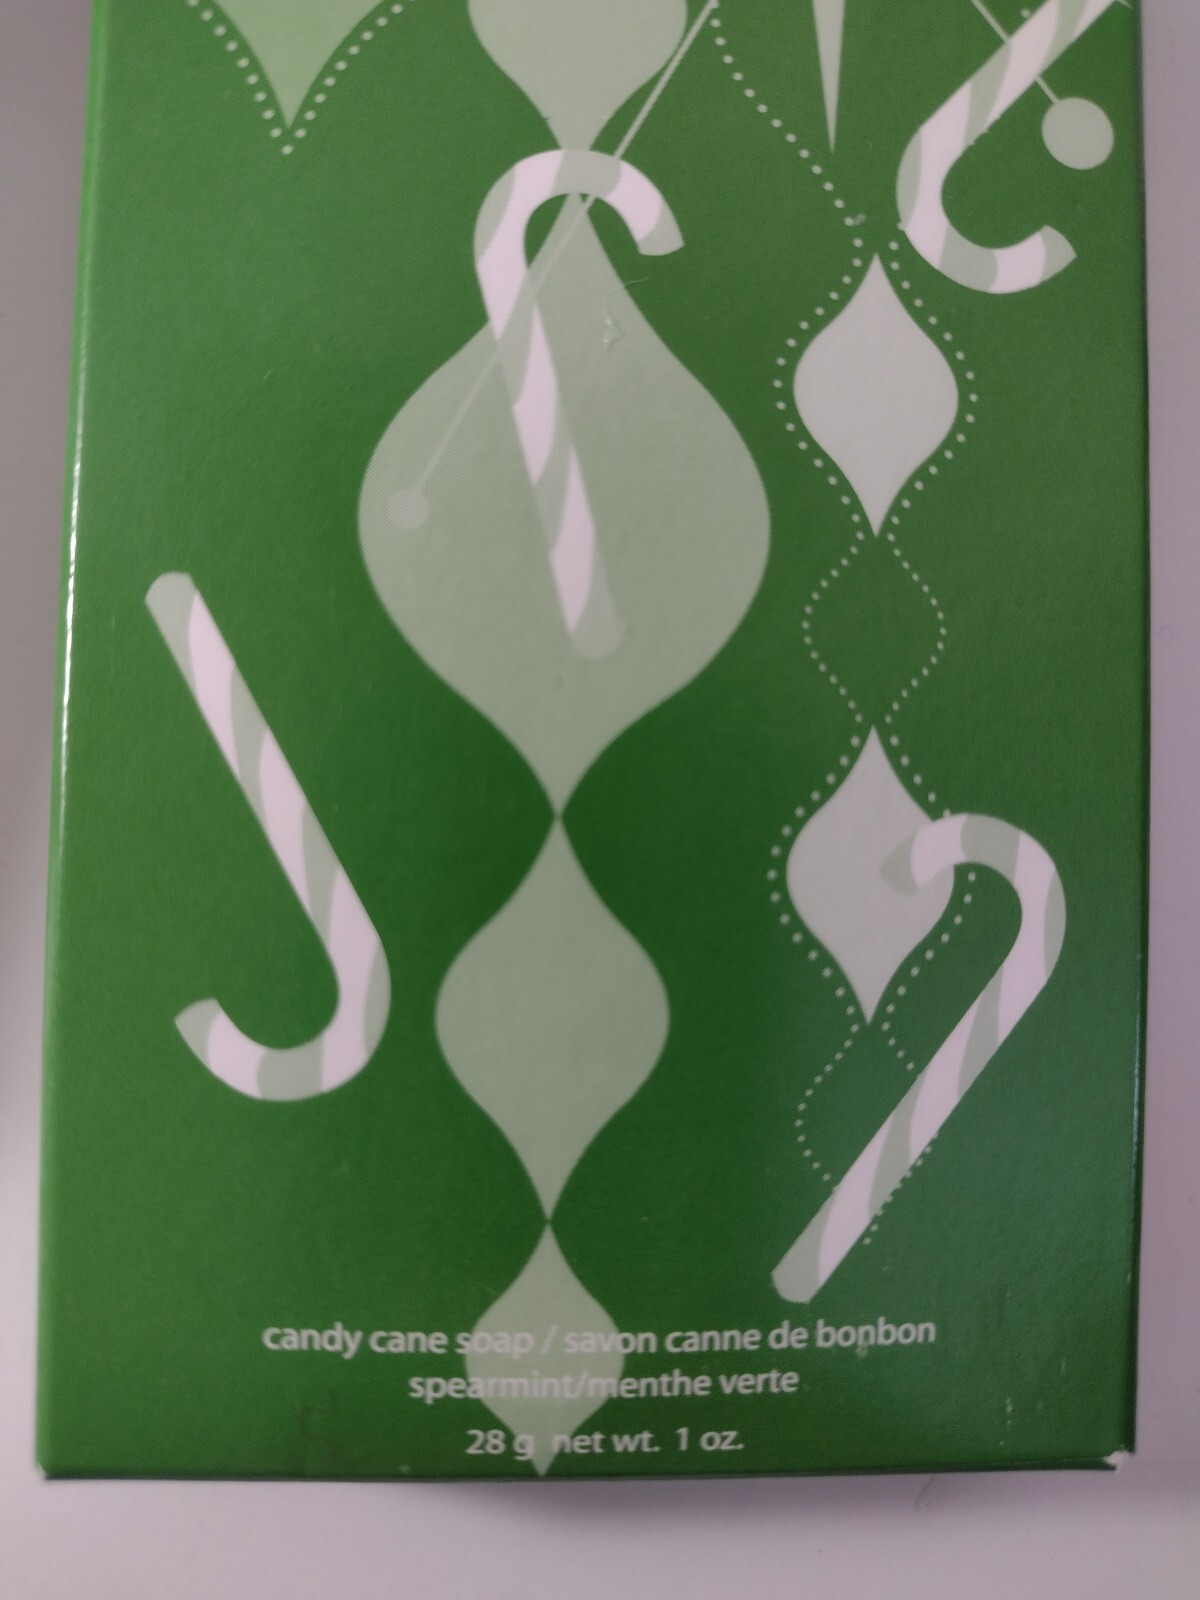 candy cane soap / savon canne de bonbon
spearmint/menthe verte
28 g net wt. 1 oz.